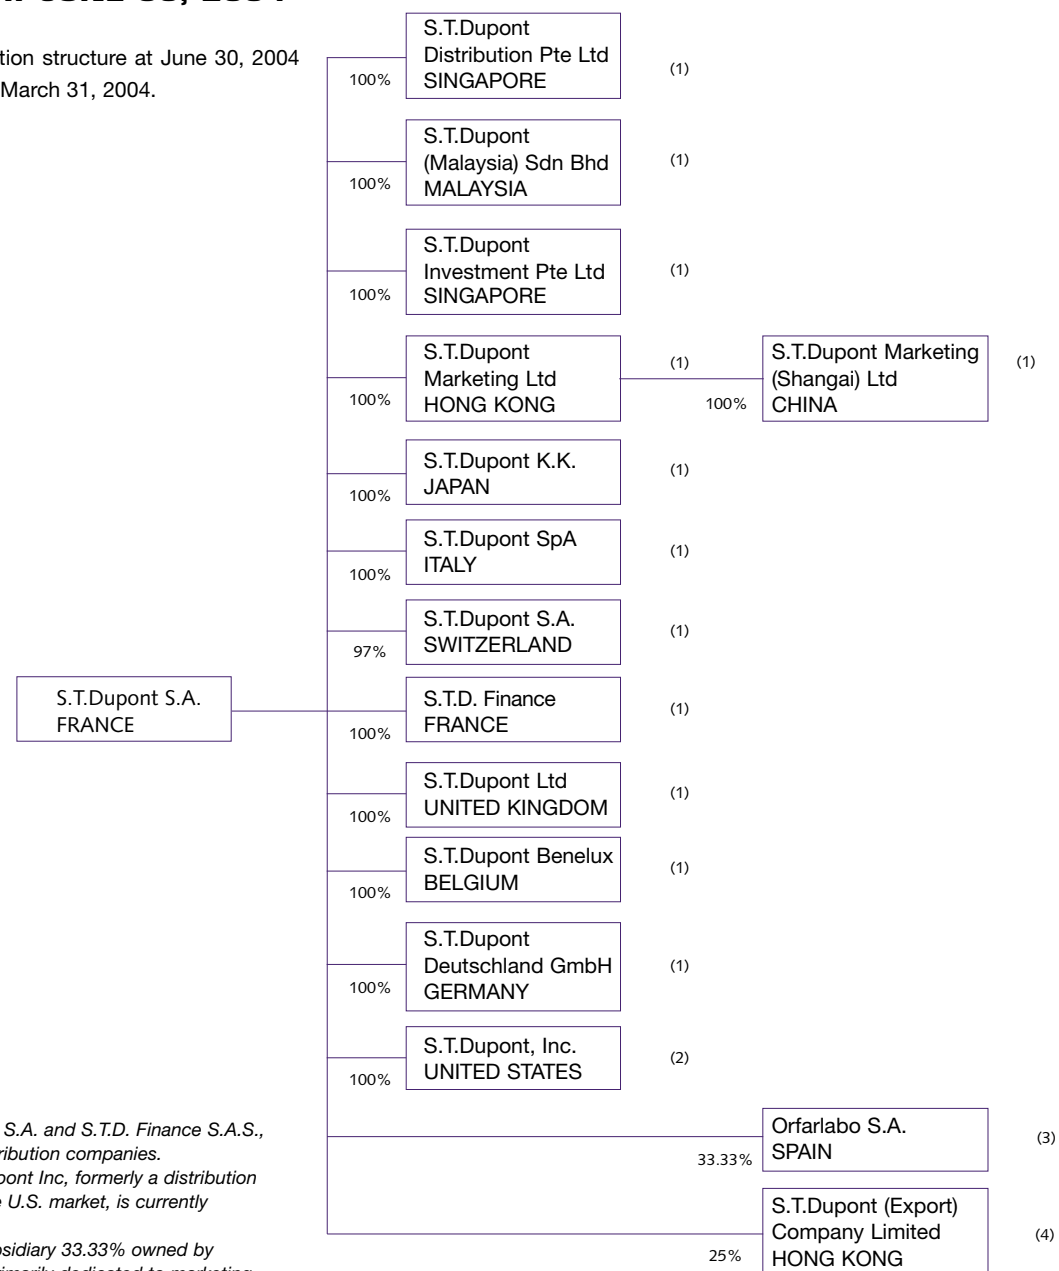 tion structure at June 30, 2004
March 31, 2004.
S.T.Dupont
Distribution Pte Ltd
SINGAPORE
100%
(1)
S.T.Dupont
(Malaysia) Sdn Bhd
MALAYSIA
100%
(1)
S.T.Dupont
Investment Pte Ltd
SINGAPORE
100%
(1)
S.T.Dupont
Marketing Ltd
HONG KONG
100%
(1)
S.T.Dupont Marketing
(Shangai) Ltd
CHINA
100%
(1)
S.T.Dupont K.K.
JAPAN
100%
(1)
S.T.Dupont SpA
ITALY
100%
(1)
S.T.Dupont S.A.
SWITZERLAND
97%
(1)
S.T.Dupont S.A.
FRANCE
S.T.D. Finance
FRANCE
100%
(1)
S.T.Dupont Ltd
UNITED KINGDOM
100%
(1)
S.T.Dupont Benelux
BELGIUM
100%
(1)
S.T.Dupont
Deutschland GmbH
GERMANY
100%
(1)
S.T.Dupont, Inc.
UNITED STATES
100%
(2)
Orfarlabo S.A.
SPAIN
33.33%
(3)
S.T.Dupont (Export)
Company Limited
HONG KONG
25%
(4)
S.A. and S.T.D. Finance S.A.S.,
ribution companies.
pont Inc, formerly a distribution
e U.S. market, is currently
bsidiary 33.33% owned by
rimarily dedicated to marketing